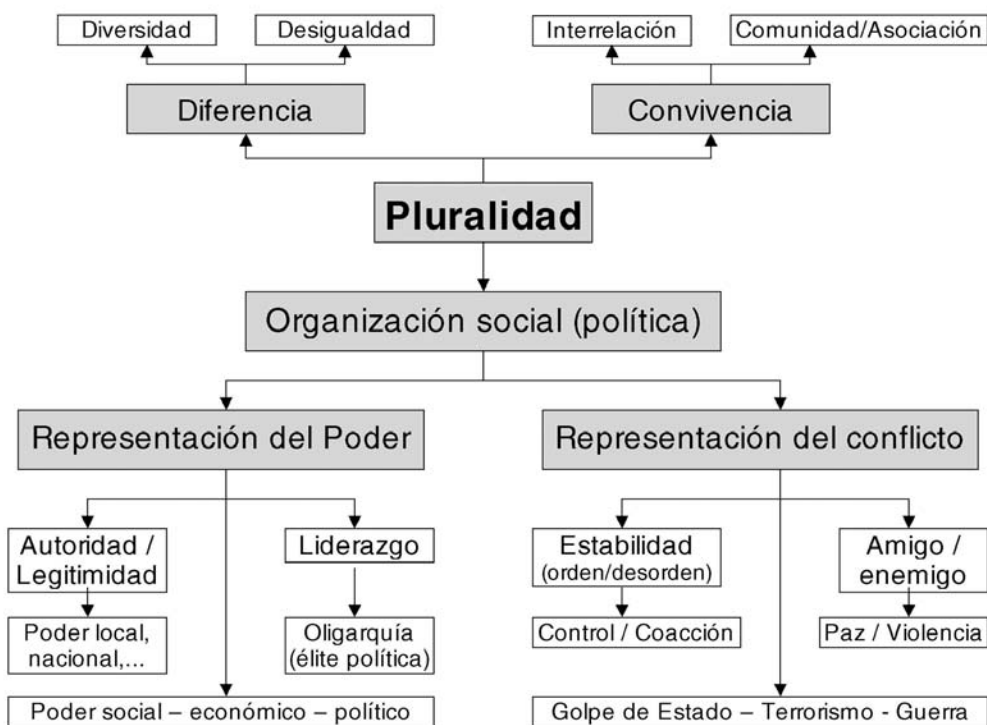 Diversidad
Desigualdad
Interrelación
Comunidad/Asociación
Diferencia
Convivencia
Pluralidad
Organización social (política)
Representación del Poder
Representación del conflicto
Autoridad /
Legitimidad
Liderazgo
Estabilidad
(orden/desorden)
Amigo /
enemigo
Poder local,
nacional,...
Oligarquía
(élite política)
Control / Coacción
Paz / Violencia
Poder social – económico – político
Golpe de Estado – Terrorismo - Guerra